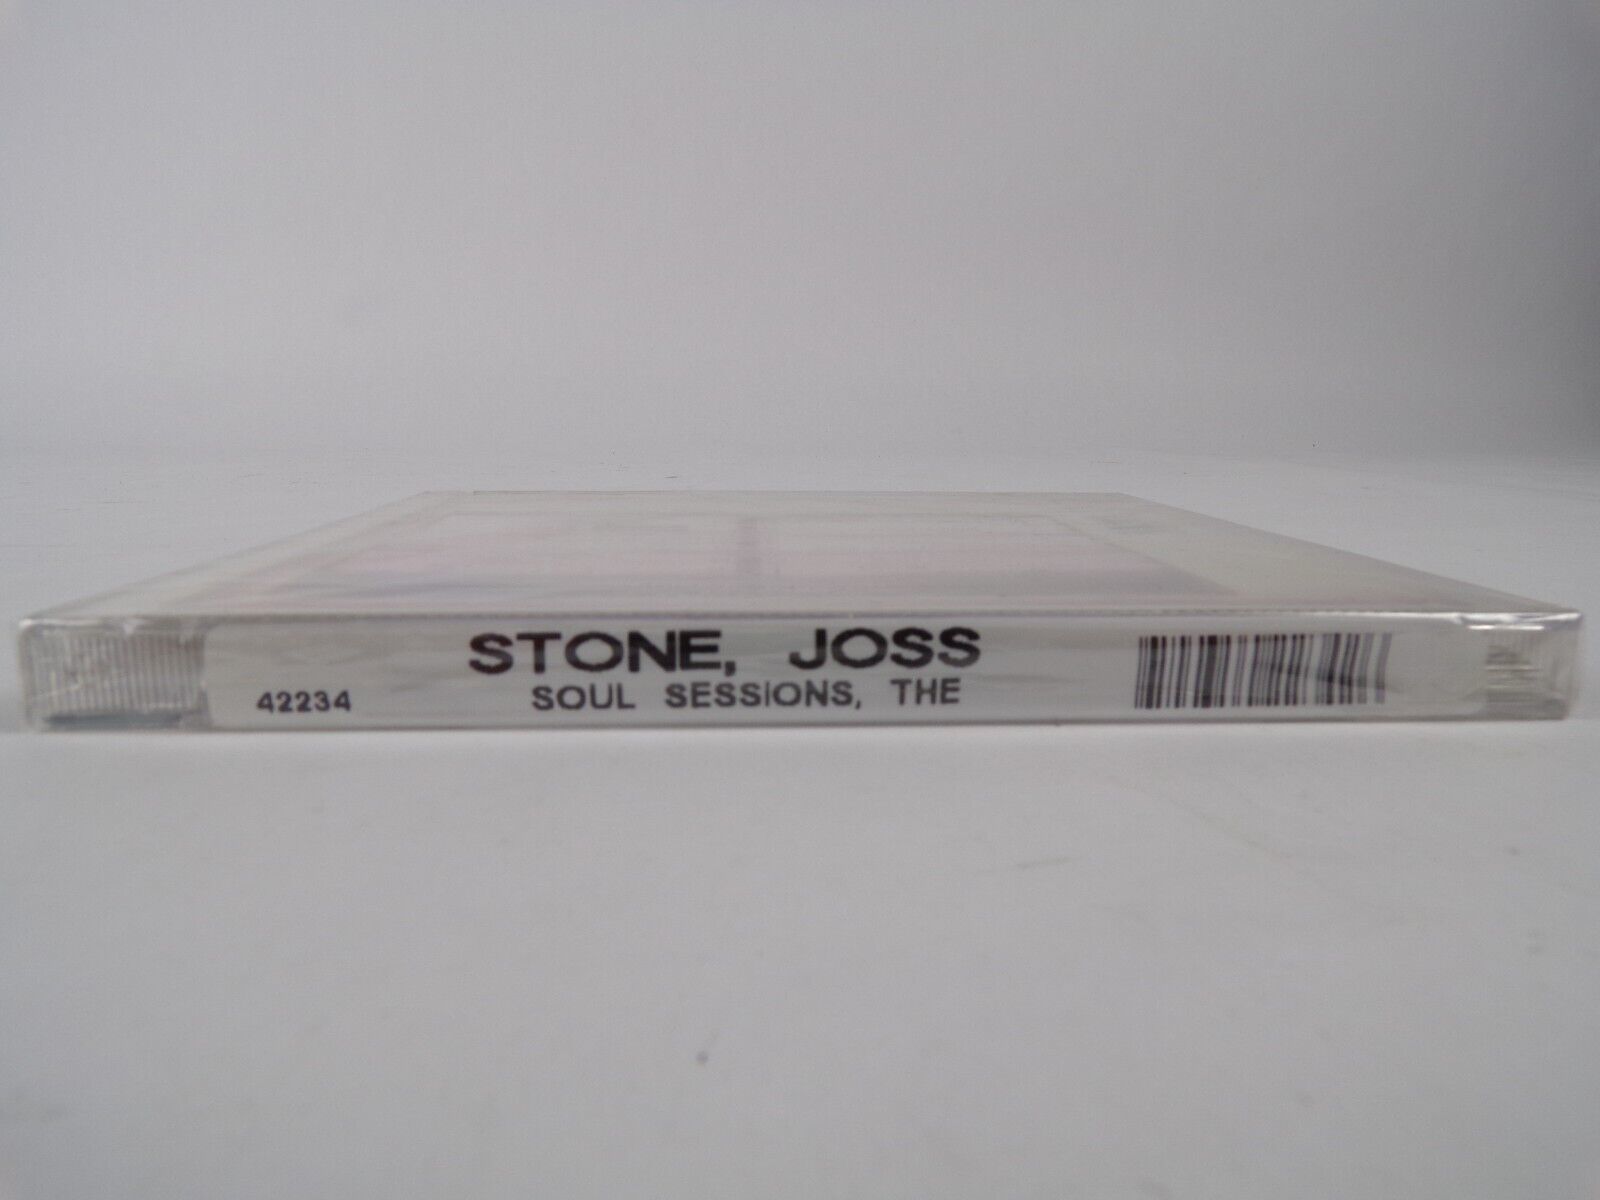 STONE, JOSS
SOUL SESSIONS, THE
42234